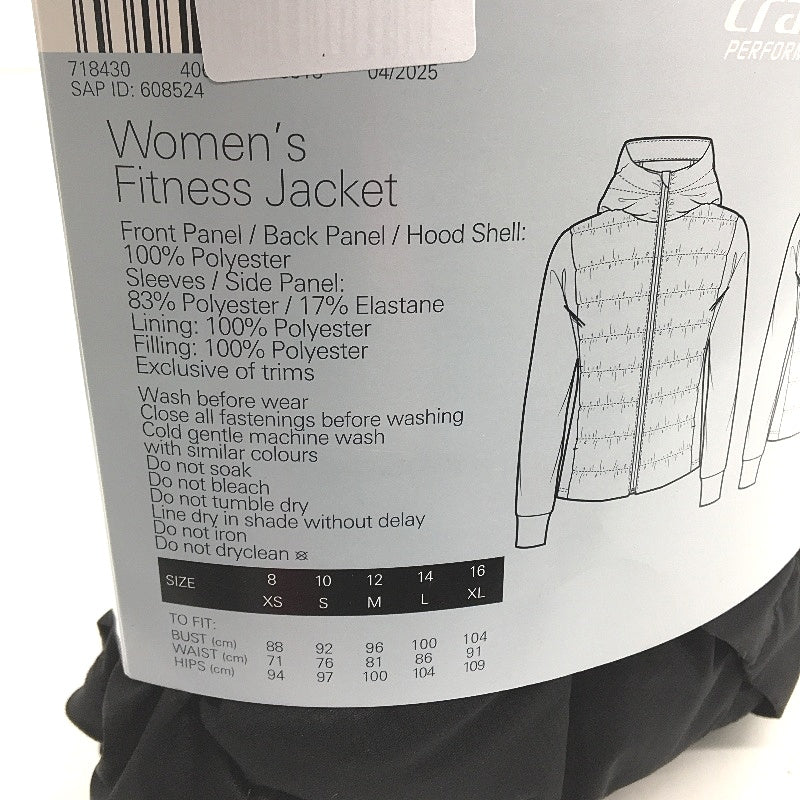 PERFORM
718430 04/2025
SAP ID: 608524
Women's
Fitness Jacket
Front Panel / Back Panel / Hood Shell:
100% Polyester
Sleeves / Side Panel:
83% Polyester / 17% Elastane
Lining: 100% Polyester
Filling: 100% Polyester
Exclusive of trims
Wash before wear
Close all fastenings before washing
Cold gentle machine wash
with similar colours
Do not soak
Do not bleach
Do not tumble dry
Line dry in shade without delay
Do not iron
Do not dryclean
SIZE 8 10 12 14 16
XS S M L XL
TO FIT:
BUST (cm) 88 92 96 100 104
WAIST (cm) 71 76 81 86 91
HIPS (cm) 94 97 100 104 109